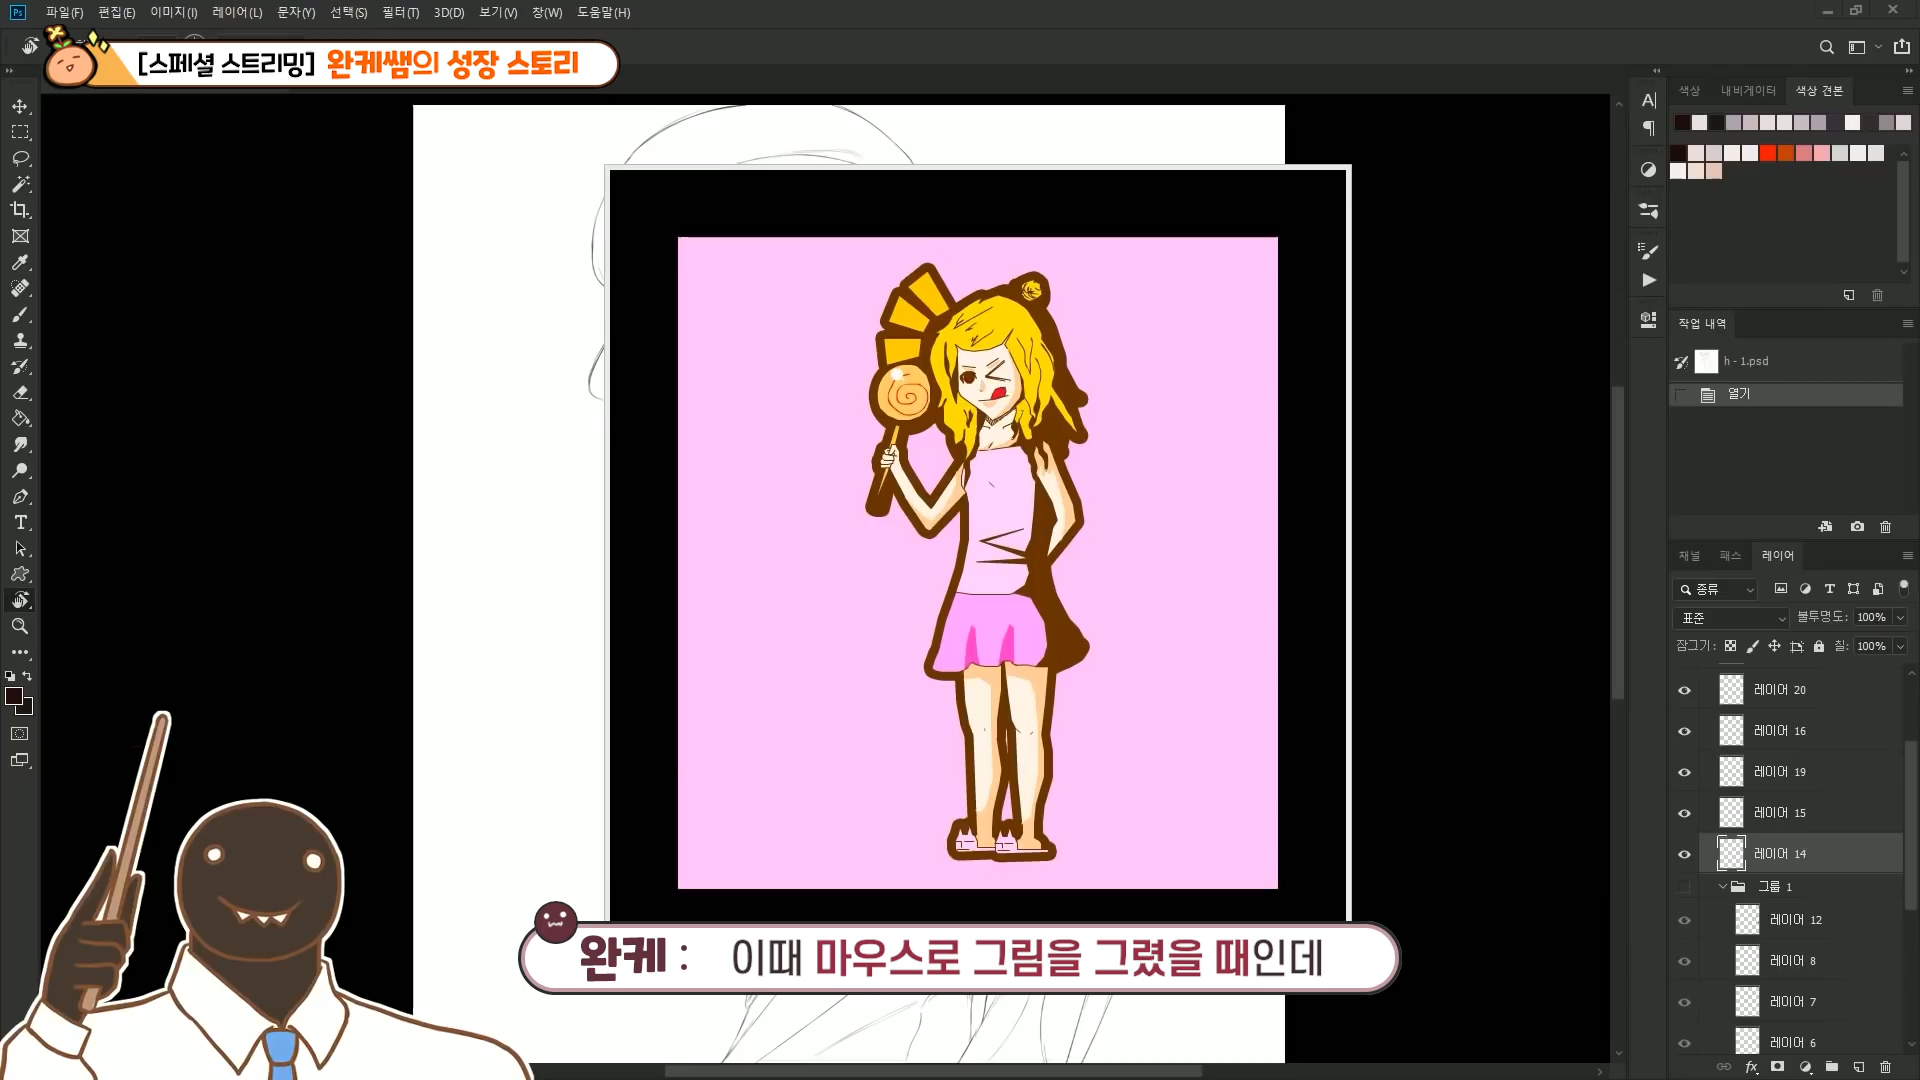 Ps 파일(F) 편집(E) 이미지(I) 레이어(L) 문자(Y) 선택(S) 필터(T) 3D(D) 보기(V) 창(W) 도움말(H)
[스페셜 스트리밍] 완케쌤의 성장 스토리
색상 내비게이터 색상 견본
작업 내역
h - 1.psd
열기
채널 패스 레이어
종류
표준 불투명도: 100%
잠그기: 칠: 100%
레이어 20
레이어 16
레이어 19
레이어 15
레이어 14
그룹 1
레이어 12
레이어 8
레이어 7
레이어 6
완케 : 이때 마우스로 그림을 그렸을 때인데